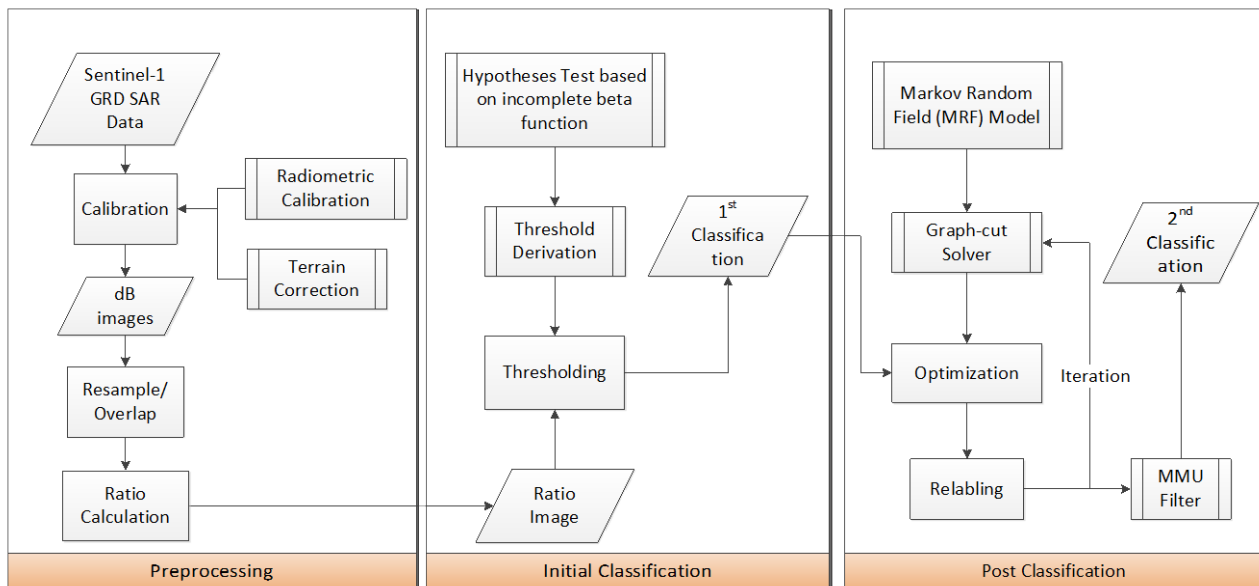 Sentinel-1
GRD SAR
Data
Calibration
Radiometric
Calibration
Terrain
Correction
dB
images
Resample/
Overlap
Ratio
Calculation
Preprocessing
Hypotheses Test based
on incomplete beta
function
Threshold
Derivation
Thresholding
1st
Classifica
tion
Ratio
Image
Initial Classification
Markov Random
Field (MRF) Model
Graph-cut
Solver
Optimization
Iteration
Relabling
MMU
Filter
2nd
Classific
ation
Post Classification